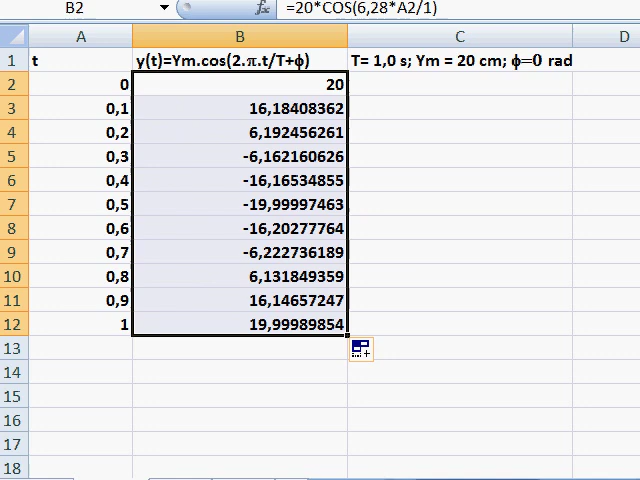 B2 fx =20*COS(6,28*A2/1)
A B C D
1 t y(t)=Ym.cos(2.π.t/T+ϕ) T= 1,0 s; Ym = 20 cm; ϕ=0 rad
2 0 20
3 0,1 16,18408362
4 0,2 6,192456261
5 0,3 -6,162160626
6 0,4 -16,16534855
7 0,5 -19,99997463
8 0,6 -16,20277764
9 0,7 -6,222736189
10 0,8 6,131849359
11 0,9 16,14657247
12 1 19,99989854
13
14
15
16
17
18